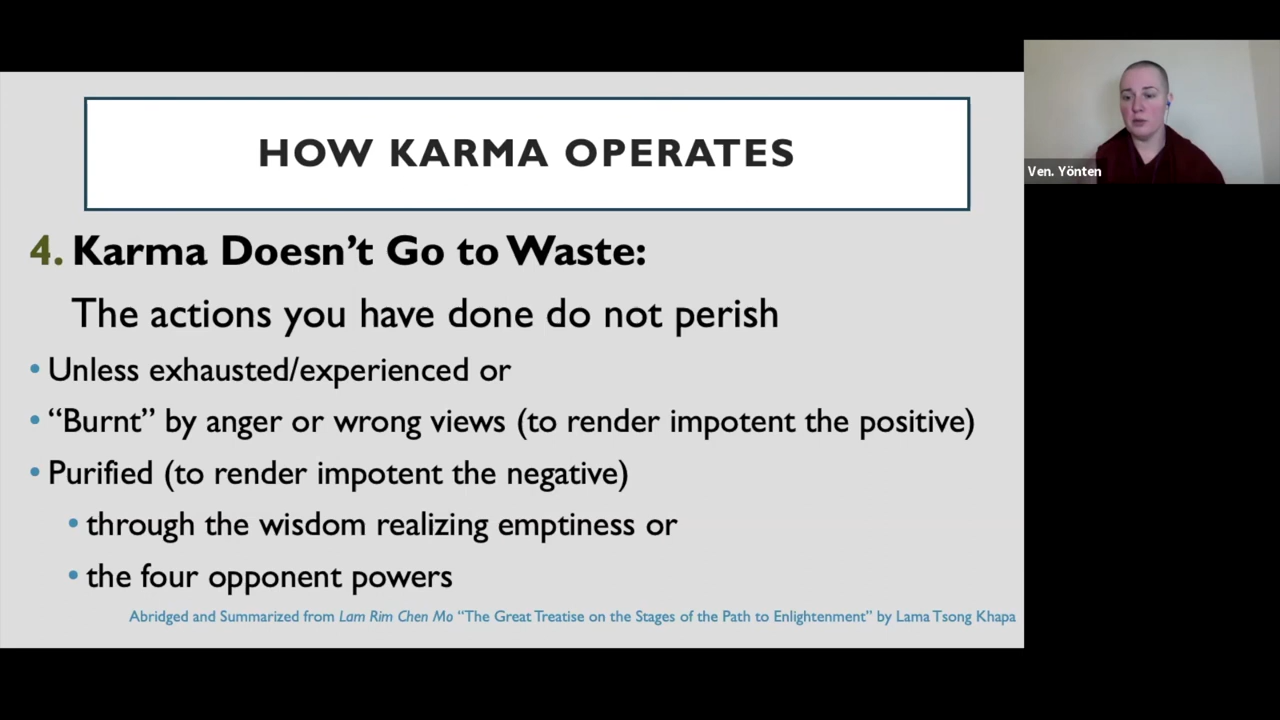 HOW KARMA OPERATES
4. Karma Doesn’t Go to Waste:
The actions you have done do not perish
• Unless exhausted/experienced or
• “Burnt” by anger or wrong views (to render impotent the positive)
• Purified (to render impotent the negative)
• through the wisdom realizing emptiness or
• the four opponent powers
Abridged and Summarized from Lam Rim Chen Mo “The Great Treatise on the Stages of the Path to Enlightenment” by Lama Tsong Khapa
Ven. Yönten